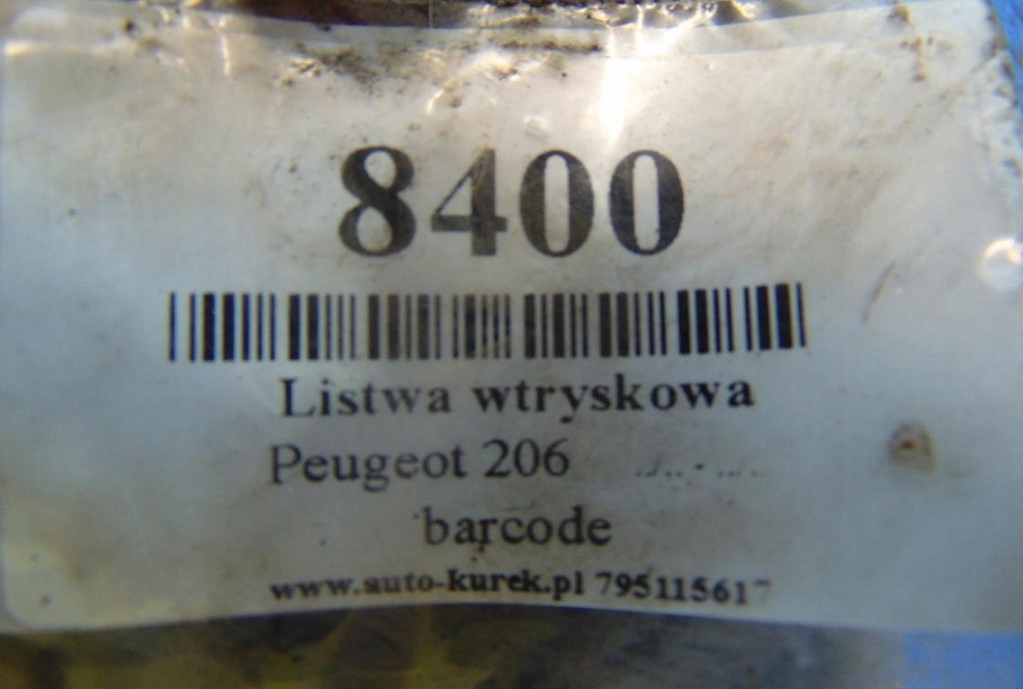 8400
Listwa wtryskowa
Peugeot 206
barcode
www.auto-kurek.pl 795115617